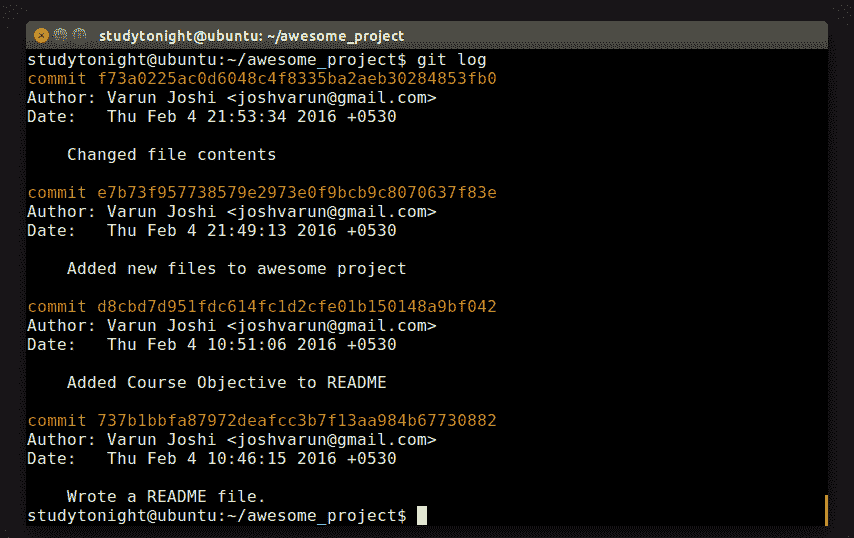 studytonight@ubuntu: ~/awesome_project
studytonight@ubuntu:~/awesome_project$ git log
commit f73a0225ac0d6048c4f8335ba2aeb30284853fb0
Author: Varun Joshi <joshvarun@gmail.com>
Date:   Thu Feb 4 21:53:34 2016 +0530
    Changed file contents
commit e7b73f957738579e2973e0f9bcb9c8070637f83e
Author: Varun Joshi <joshvarun@gmail.com>
Date:   Thu Feb 4 21:49:13 2016 +0530
    Added new files to awesome project
commit d8cbd7d951fdc614fc1d2cfe01b150148a9bf042
Author: Varun Joshi <joshvarun@gmail.com>
Date:   Thu Feb 4 10:51:06 2016 +0530
    Added Course Objective to README
commit 737b1bbfa87972deafcc3b7f13aa984b67730882
Author: Varun Joshi <joshvarun@gmail.com>
Date:   Thu Feb 4 10:46:15 2016 +0530
    Wrote a README file.
studytonight@ubuntu:~/awesome_project$